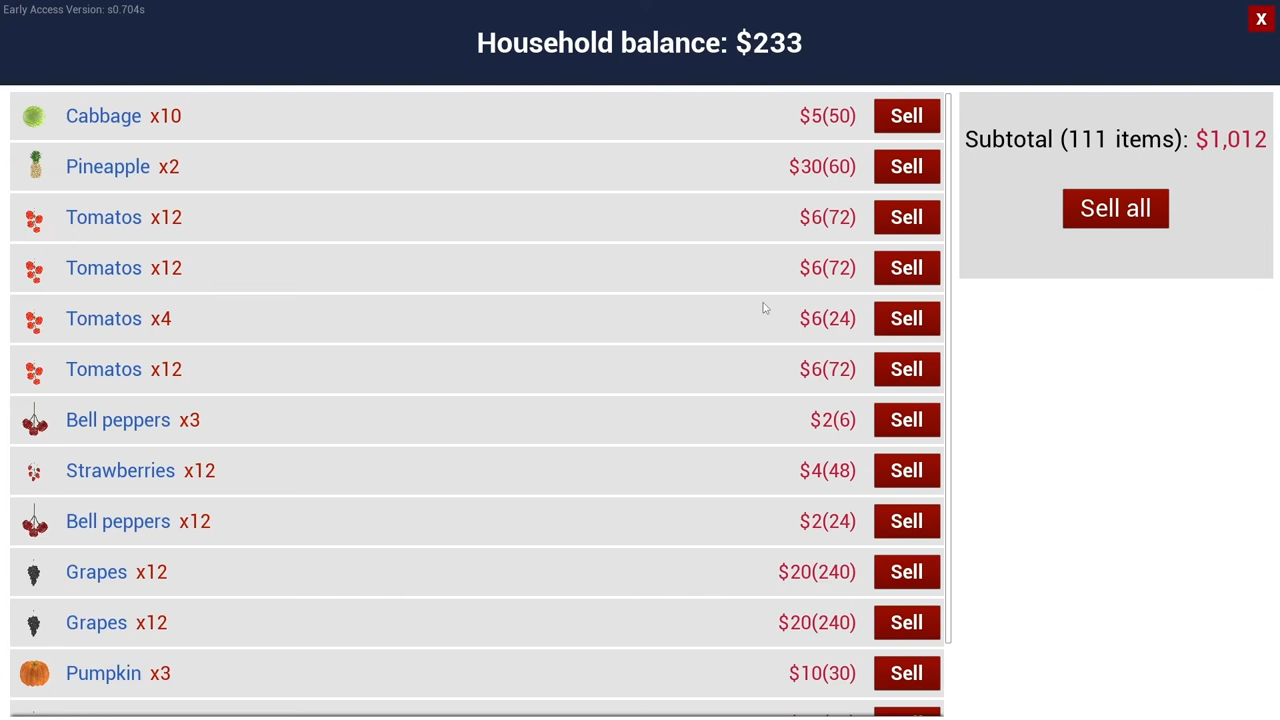 Early Access Version: s0.704s
X
Household balance: $233
Cabbage x10 $5(50) Sell
Pineapple x2 $30(60) Sell
Tomatos x12 $6(72) Sell
Tomatos x12 $6(72) Sell
Tomatos x4 $6(24) Sell
Tomatos x12 $6(72) Sell
Bell peppers x3 $2(6) Sell
Strawberries x12 $4(48) Sell
Bell peppers x12 $2(24) Sell
Grapes x12 $20(240) Sell
Grapes x12 $20(240) Sell
Pumpkin x3 $10(30) Sell
Subtotal (111 items): $1,012
Sell all